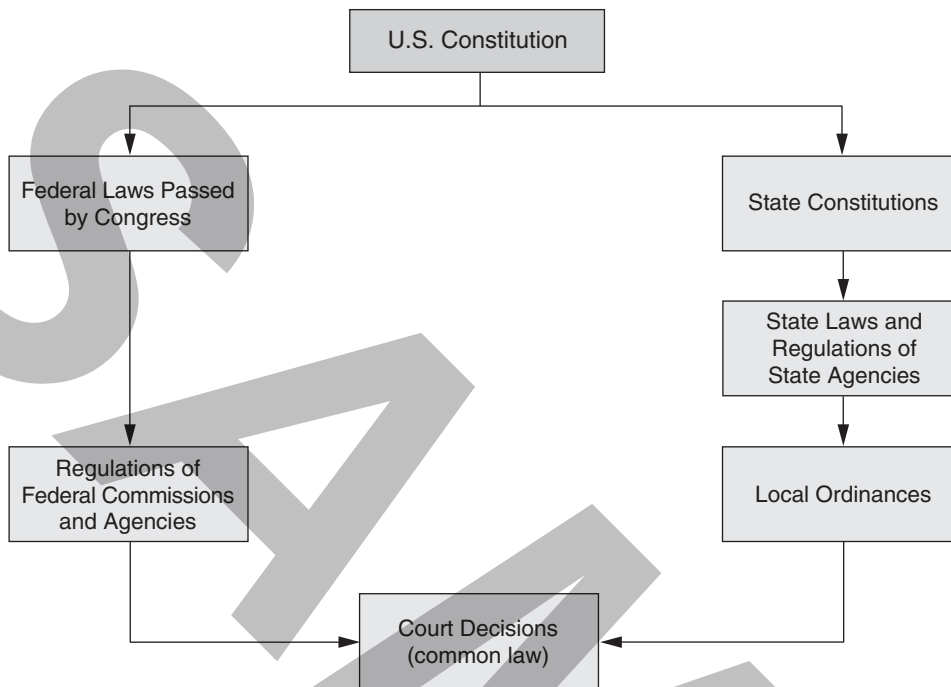 U.S. Constitution
Federal Laws Passed
by Congress
State Constitutions
State Laws and
Regulations of
State Agencies
Regulations of
Federal Commissions
and Agencies
Local Ordinances
Court Decisions
(common law)